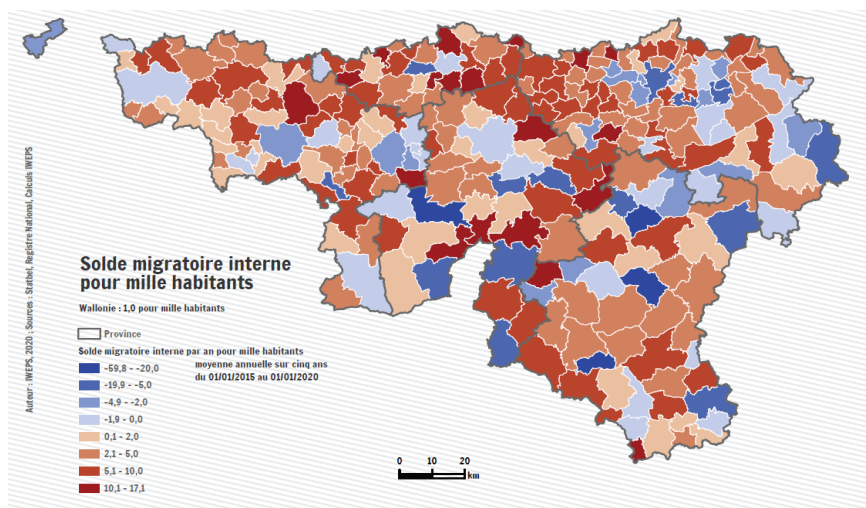 Solde migratoire interne
pour mille habitants
Wallonie : 1,0 pour mille habitants
Province
Solde migratoire interne par an pour mille habitants
moyenne annuelle sur cinq ans
du 01/01/2015 au 01/01/2020
-59,8 - -20,0
-19,9 - -5,0
-4,9 - -2,0
-1,9 - 0,0
0,1 - 2,0
2,1 - 5,0
5,1 - 10,0
10,1 - 17,1
0 10 20
km
Auteur : IWEPS, 2020 ; Sources : Statbel, Registre National, Calculs IWEPS